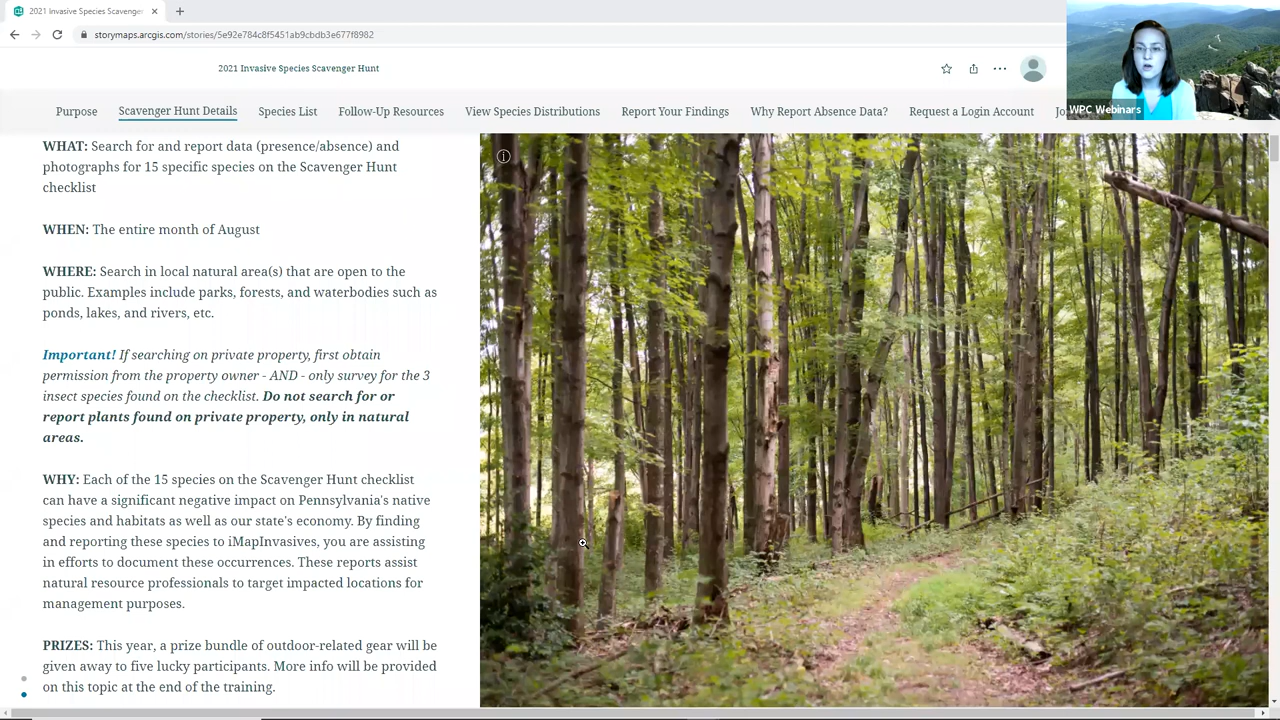 2021 Invasive Species Scavenger
storymaps.arcgis.com/stories/5e92e784c8f5451ab9cbdb3e677f8982
2021 Invasive Species Scavenger Hunt
WPC Webinars
Purpose Scavenger Hunt Details Species List Follow-Up View Species Distributions Report Your Findings Why Report Absence Data? Request a Login Account
WHAT: Search for and report data (presence/absence) and
photographs for 15 specific species on the Scavenger Hunt
checklist
WHEN: The entire month of August
WHERE: Search in local natural area(s) that are open to the
public. Examples include parks, forests, and waterbodies such as
ponds, lakes, and rivers, etc.
Important! If searching on private property, first obtain
permission from the property owner - AND - only survey for the 3
insect species found on the checklist. Do not search for or
report plants found on private property, only in natural
areas.
WHY: Each of the 15 species on the Scavenger Hunt checklist
can have a significant negative impact on Pennsylvania's native
species and habitats as well as our state's economy. By finding
and reporting these species to iMapInvasives, you are assisting
in efforts to document these occurrences. These reports assist
natural resource professionals to target impacted locations for
management purposes.
PRIZES: This year, a prize bundle of outdoor-related gear will be
given away to five lucky participants. More info will be provided
on this topic at the end of the training.